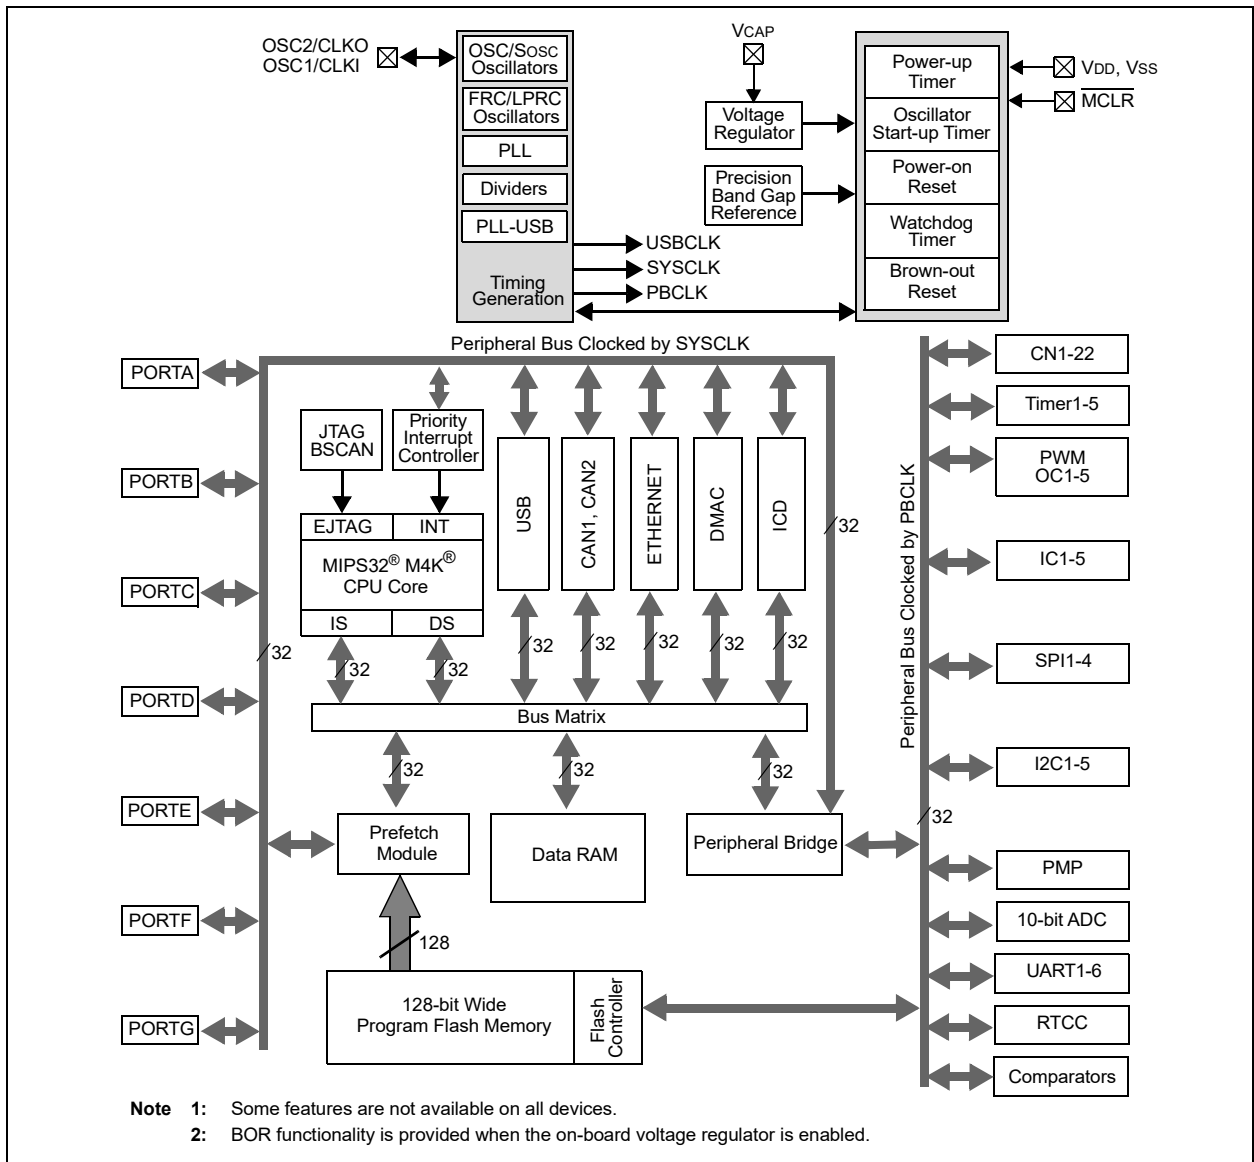 OSC2/CLKO
OSC1/CLKI
OSC/SOSC
Oscillators
FRC/LPRC
Oscillators
PLL
Dividers
PLL-USB
Timing
Generation
USBCLK
SYSCLK
PBCLK
VCAP
Voltage
Regulator
Precision
Band Gap
Reference
Power-up
Timer
Oscillator
Start-up Timer
Power-on
Reset
Watchdog
Timer
Brown-out
Reset
VDD, VSS
MCLR
Peripheral Bus Clocked by SYSCLK
PORTA
PORTB
PORTC
PORTD
PORTE
PORTF
PORTG
32
JTAG
BSCAN
Priority
Interrupt
Controller
EJTAG
INT
MIPS32® M4K®
CPU Core
IS
DS
32
32
USB
CAN1, CAN2
ETHERNET
DMAC
ICD
32
32
32
32
32
32
Bus Matrix
32
32
32
Prefetch
Module
Data RAM
Peripheral Bridge
128
128-bit Wide
Program Flash Memory
Flash
Controller
Peripheral Bus Clocked by PBCLK
32
CN1-22
Timer1-5
PWM
OC1-5
IC1-5
SPI1-4
I2C1-5
PMP
10-bit ADC
UART1-6
RTCC
Comparators
Note 1: Some features are not available on all devices.
2: BOR functionality is provided when the on-board voltage regulator is enabled.